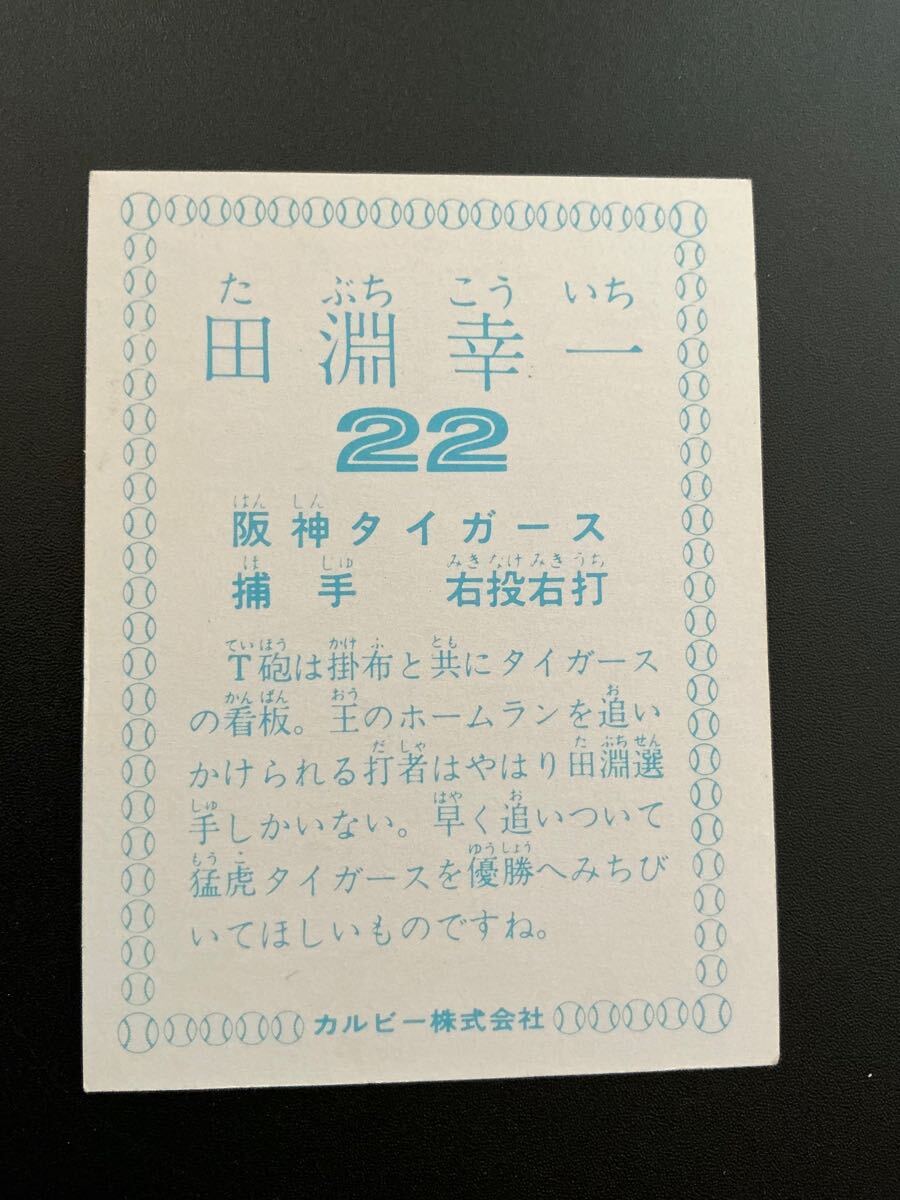 た ぶち こう いち
田淵幸一
22
はん しん
阪神タイガース
ほ しゅ みぎ なげ みぎ うち
捕手 右投右打
てい ほう かけ ふ とも
T砲は掛布と共にタイガース
かん ばん おう お
の看板。王のホームランを追い
だ しゃ た ぶち せん
かけられる打者はやはり田淵選
しゅ はや お
手しかいない。早く追いついて
もう こ ゆう しょう
猛虎タイガースを優勝へみちび
いてほしいものですね。
カルビー株式会社